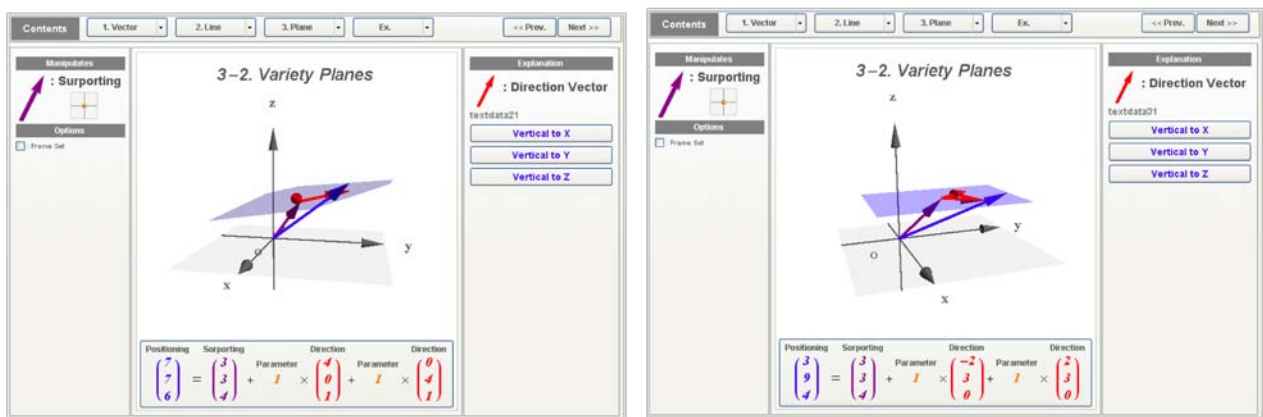 Contents 1. Vector 2. Line 3. Plane Ex. << Prev. Next >>
Manipulates
: Surporting
Options
: Frame Set
3-2. Variety Planes
z
y
x
O
Explanation
: Direction Vector
textdata21
Vertical to X
Vertical to Y
Vertical to Z
Positioning Sorporting Parameter Direction Parameter Direction
7 3 4 0
7 = 3 + 1 × 0 + 1 × 4
6 4 1 1
Contents 1. Vector 2. Line 3. Plane Ex. << Prev. Next >>
Manipulates
: Surporting
Options
: Frame Set
3-2. Variety Planes
z
y
O
x
Explanation
: Direction Vector
textdata31
Vertical to X
Vertical to Y
Vertical to Z
Positioning Sorporting Parameter Direction Parameter Direction
3 3 -2 2
9 = 3 + 1 × 3 + 1 × 3
4 4 0 0